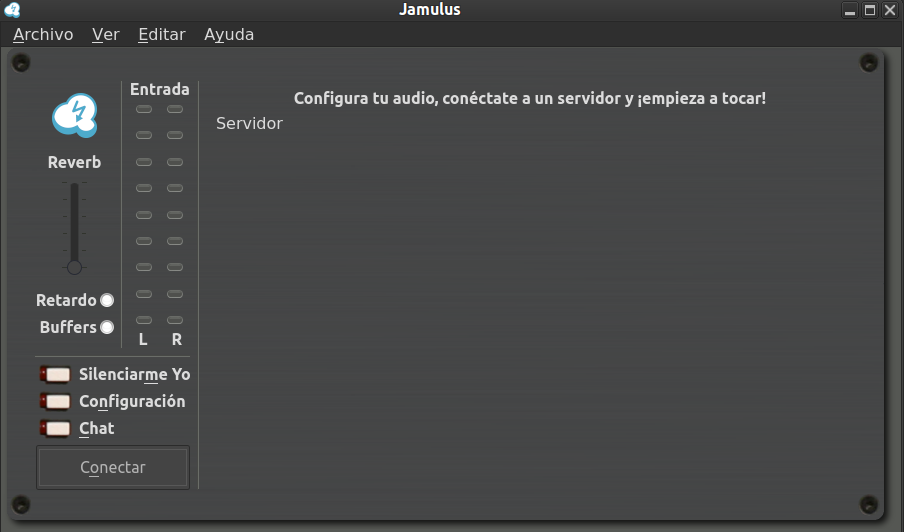 Jamulus
Archivo Ver Editar Ayuda
Entrada
Configura tu audio, conéctate a un servidor y ¡empieza a tocar!
Servidor
Reverb
Retardo
Buffers
L R
Silenciarme Yo
Configuración
Chat
Conectar